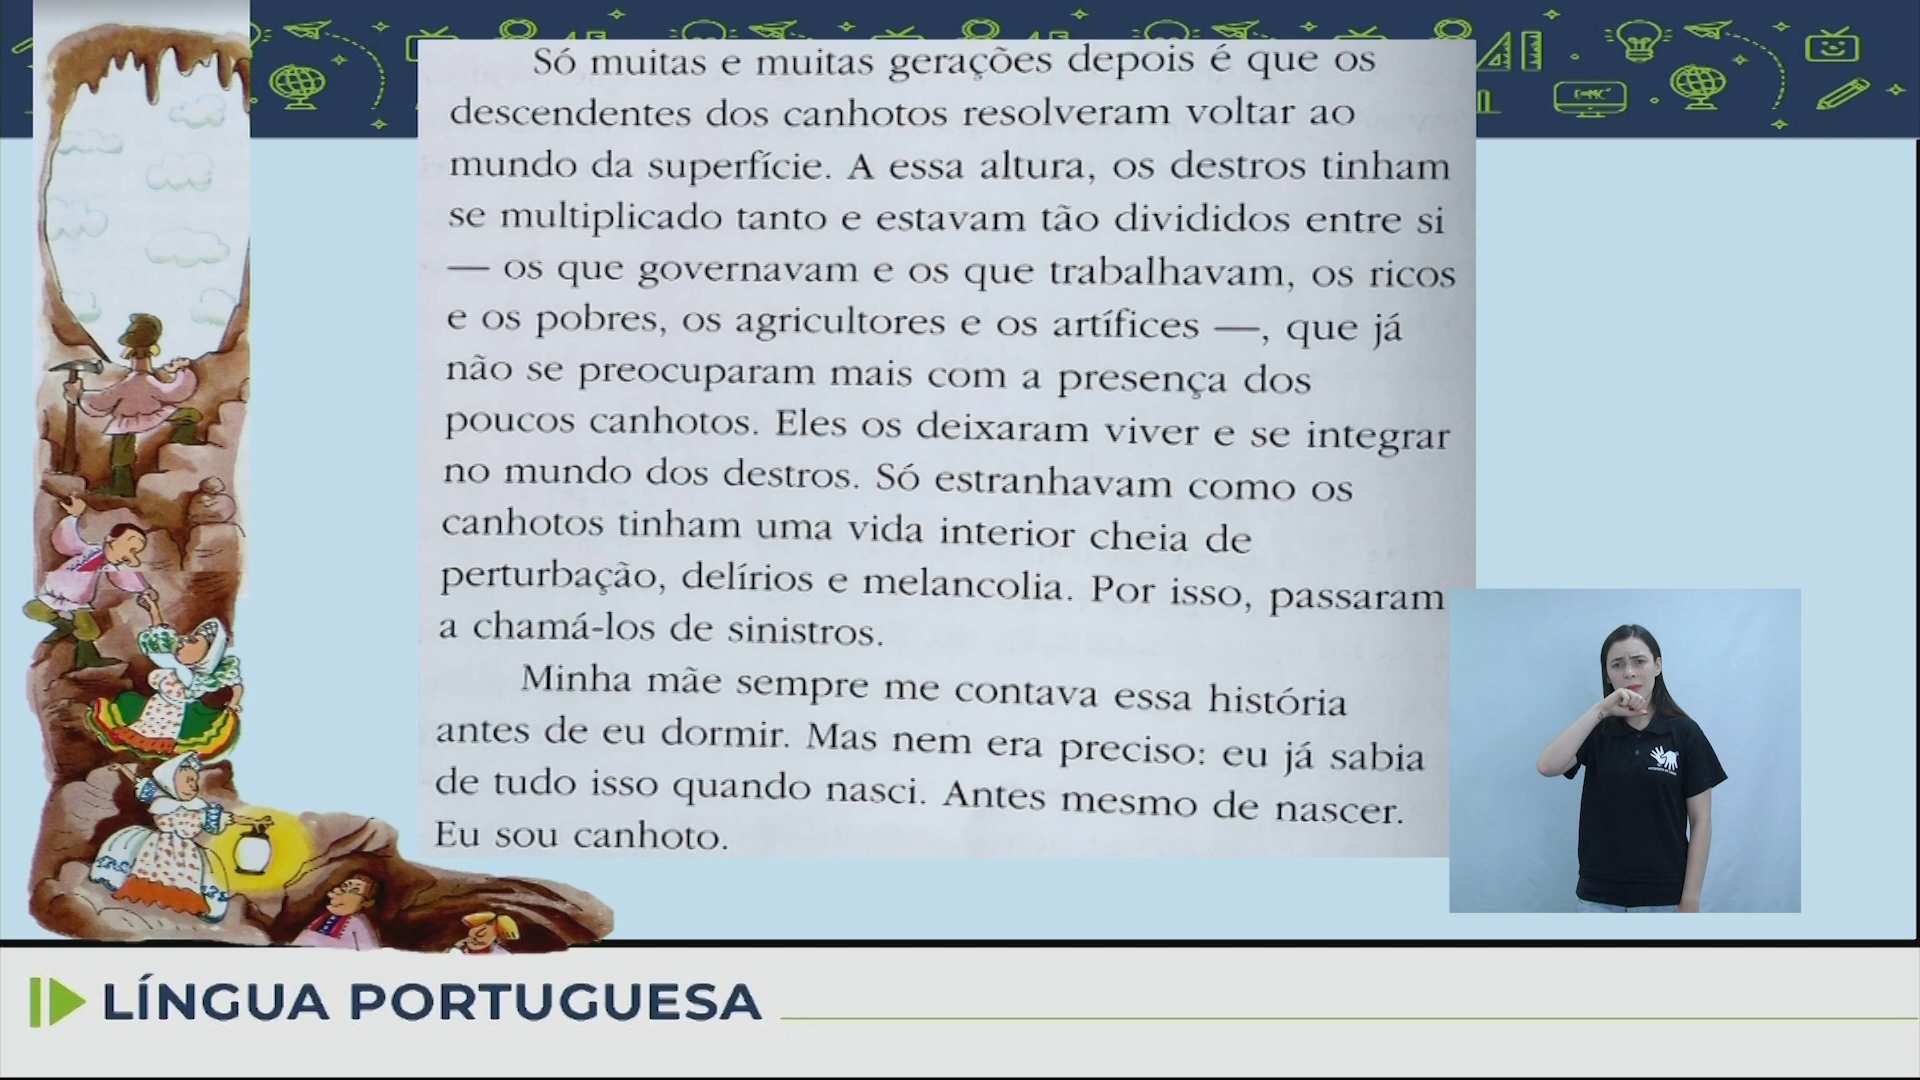 Só muitas e muitas gerações depois é que os
descendentes dos canhotos resolveram voltar ao
mundo da superfície. A essa altura, os destros tinham
se multiplicado tanto e estavam tão divididos entre si
— os que governavam e os que trabalhavam, os ricos
e os pobres, os agricultores e os artífices —, que já
não se preocuparam mais com a presença dos
poucos canhotos. Eles os deixaram viver e se integrar
no mundo dos destros. Só estranhavam como os
canhotos tinham uma vida interior cheia de
perturbação, delírios e melancolia. Por isso, passaram
a chamá-los de sinistros.
Minha mãe sempre me contava essa história
antes de eu dormir. Mas nem era preciso: eu já sabia
de tudo isso quando nasci. Antes mesmo de nascer.
Eu sou canhoto.
LÍNGUA PORTUGUESA